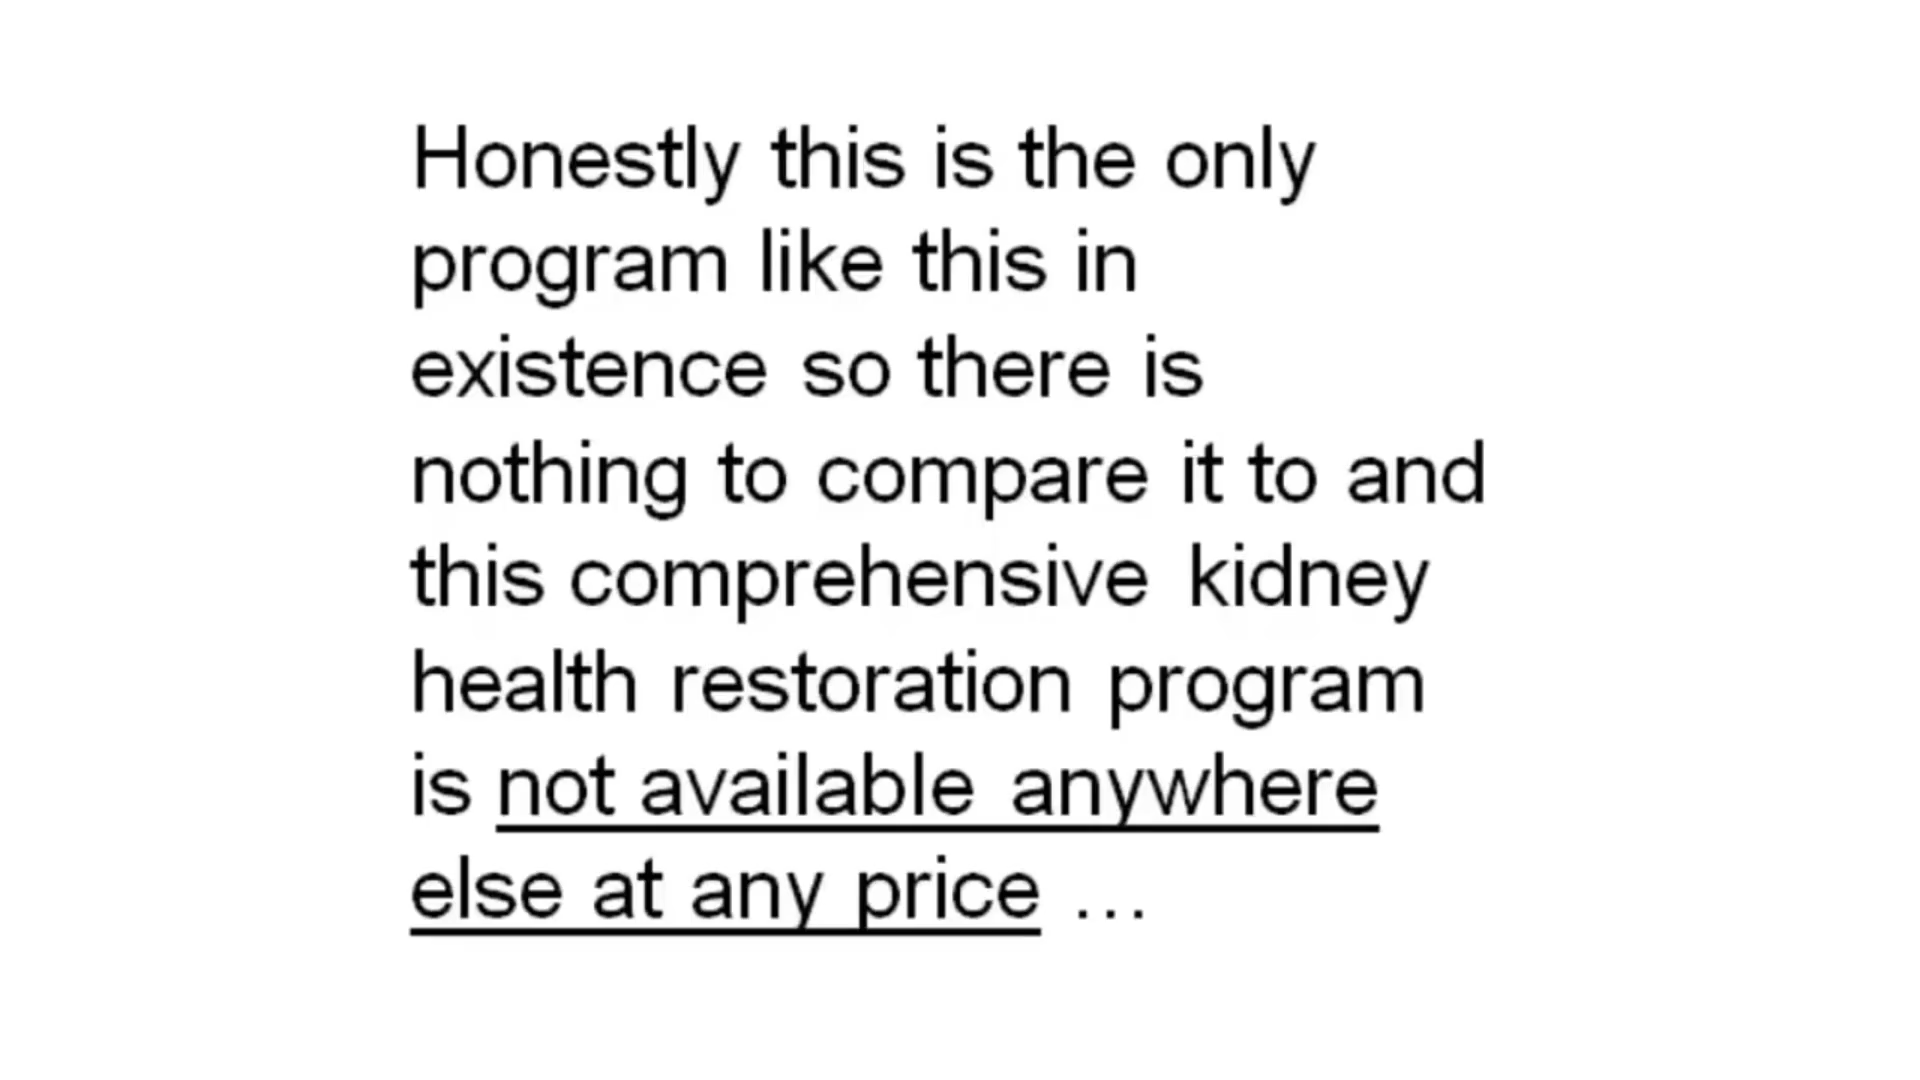 Honestly this is the only
program like this in
existence so there is
nothing to compare it to and
this comprehensive kidney
health restoration program
is not available anywhere
else at any price ...